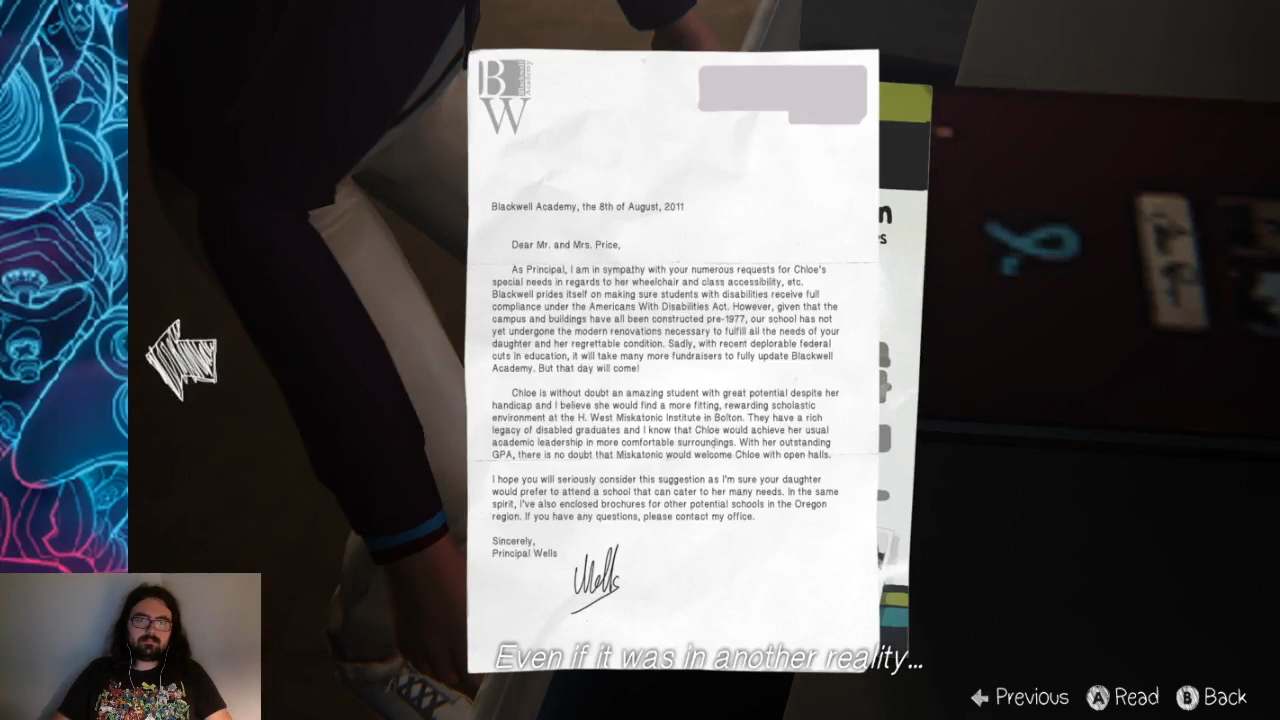 B
W
Blackwell
Academy
Blackwell Academy, the 8th of August, 2011
Dear Mr. and Mrs. Price,
As Principal, I am in sympathy with your numerous requests for Chloe's
special needs in regards to her wheelchair and class accessibility, etc.
Blackwell prides itself on making sure students with disabilities receive full
compliance under the Americans With Disabilities Act. However, given that the
campus and buildings have all been constructed pre-1977, our school has not
yet undergone the modern renovations necessary to fulfill all the needs of your
daughter and her regrettable condition. Sadly, with recent deplorable federal
cuts in education, it will take many more fundraisers to fully update Blackwell
Academy. But that day will come!
Chloe is without doubt an amazing student with great potential despite her
handicap and I believe she would find a more fitting, rewarding scholastic
environment at the H. West Miskatonic Institute in Bolton. They have a rich
legacy of disabled graduates and I know that Chloe would achieve her usual
academic leadership in more comfortable surroundings. With her outstanding
GPA, there is no doubt that Miskatonic would welcome Chloe with open halls.
I hope you will seriously consider this suggestion as I'm sure your daughter
would prefer to attend a school that can cater to her many needs. In the same
spirit, I've also enclosed brochures for other potential schools in the Oregon
region. If you have any questions, please contact my office.
Sincerely,
Principal Wells
Wells
n
s
Even if it was in another reality...
Previous A Read B Back